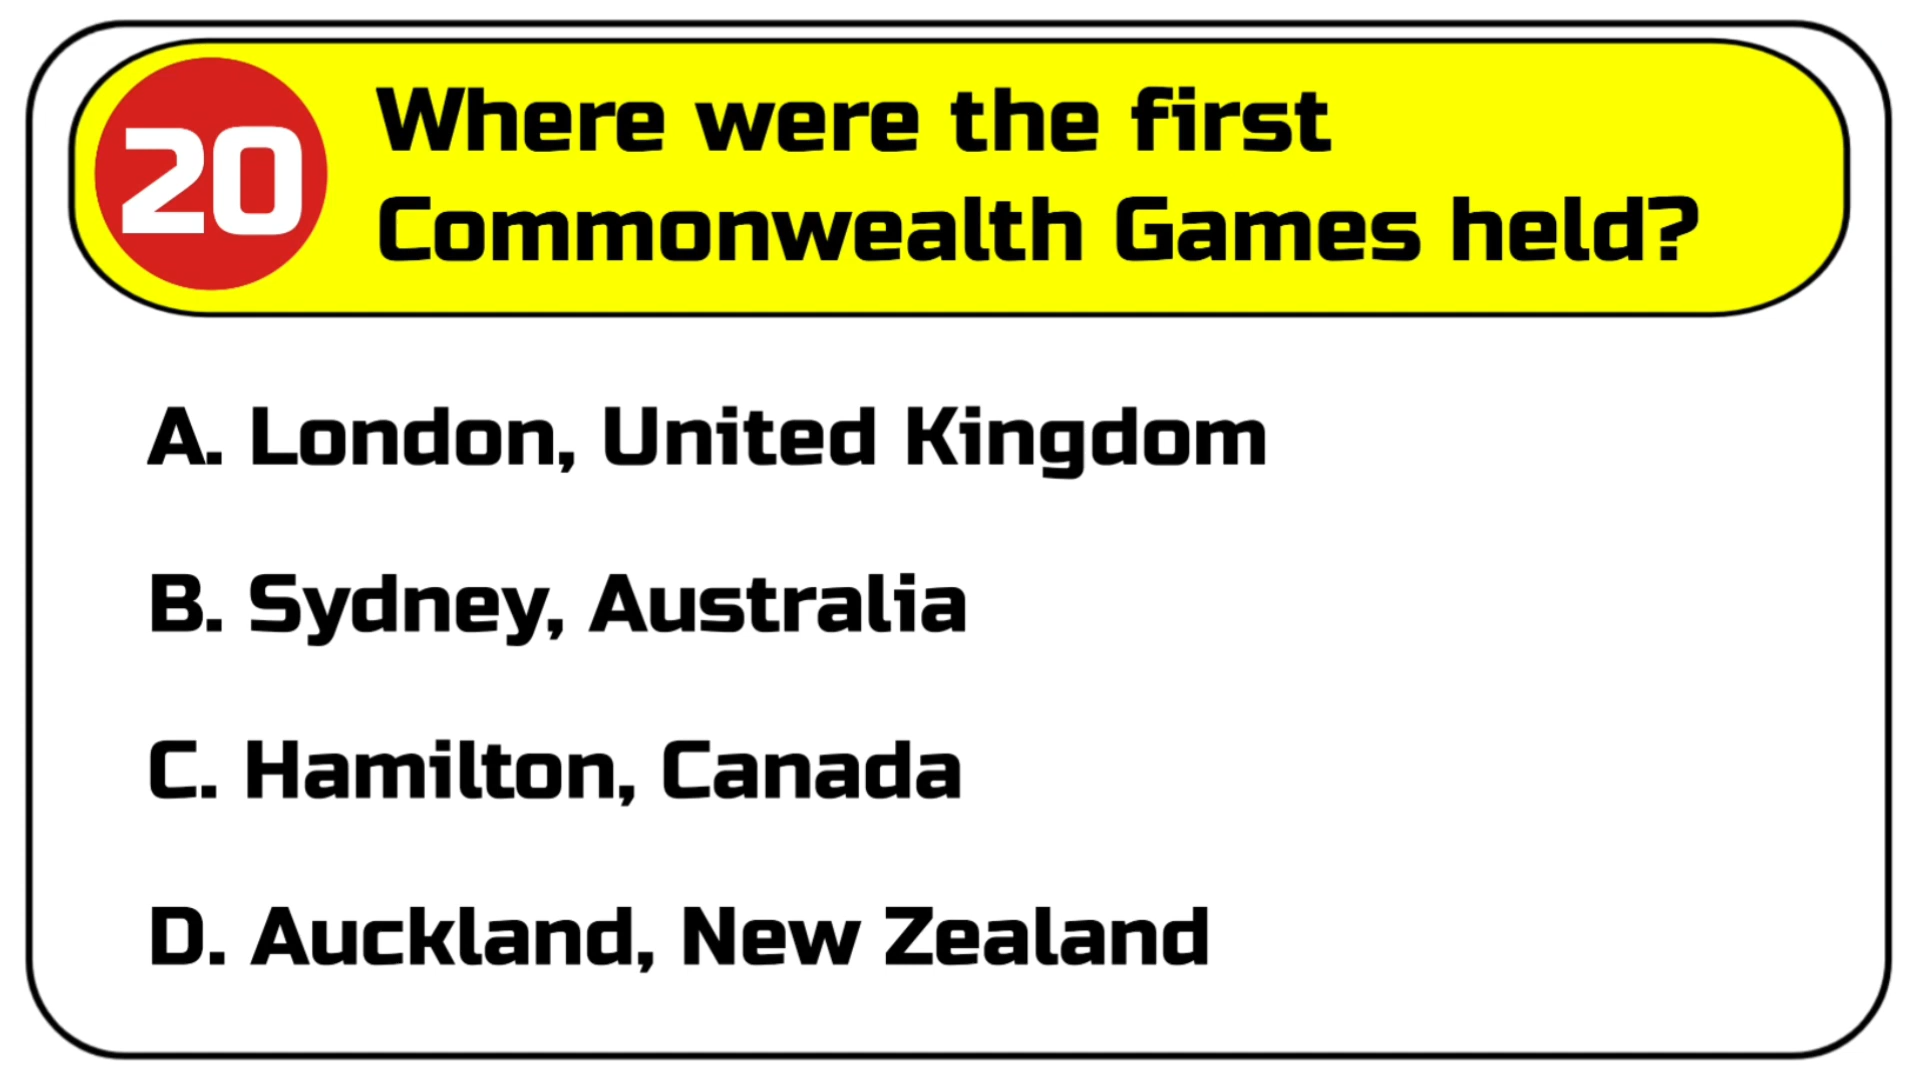 20
Where were the first
Commonwealth Games held?
A. London, United Kingdom
B. Sydney, Australia
C. Hamilton, Canada
D. Auckland, New Zealand